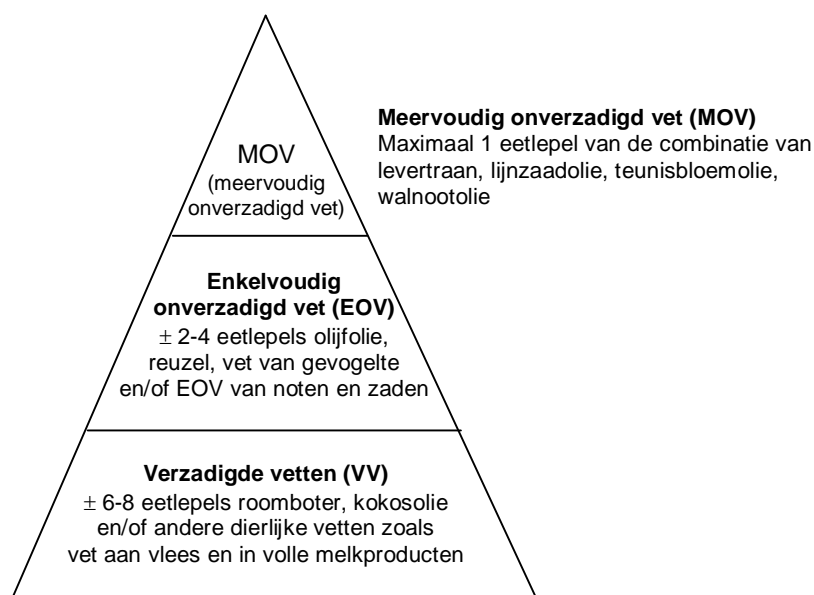 MOV
(meervoudig
onverzadigd vet)
Meervoudig onverzadigd vet (MOV)
Maximaal 1 eetlepel van de combinatie van
levertraan, lijnzaadolie, teunisbloemolie,
walnootolie
Enkelvoudig
onverzadigd vet (EOV)
± 2-4 eetlepels olijfolie,
reuzel, vet van gevogelte
en/of EOV van noten en zaden
Verzadigde vetten (VV)
± 6-8 eetlepels roomboter, kokosolie
en/of andere dierlijke vetten zoals
vet aan vlees en in volle melkproducten